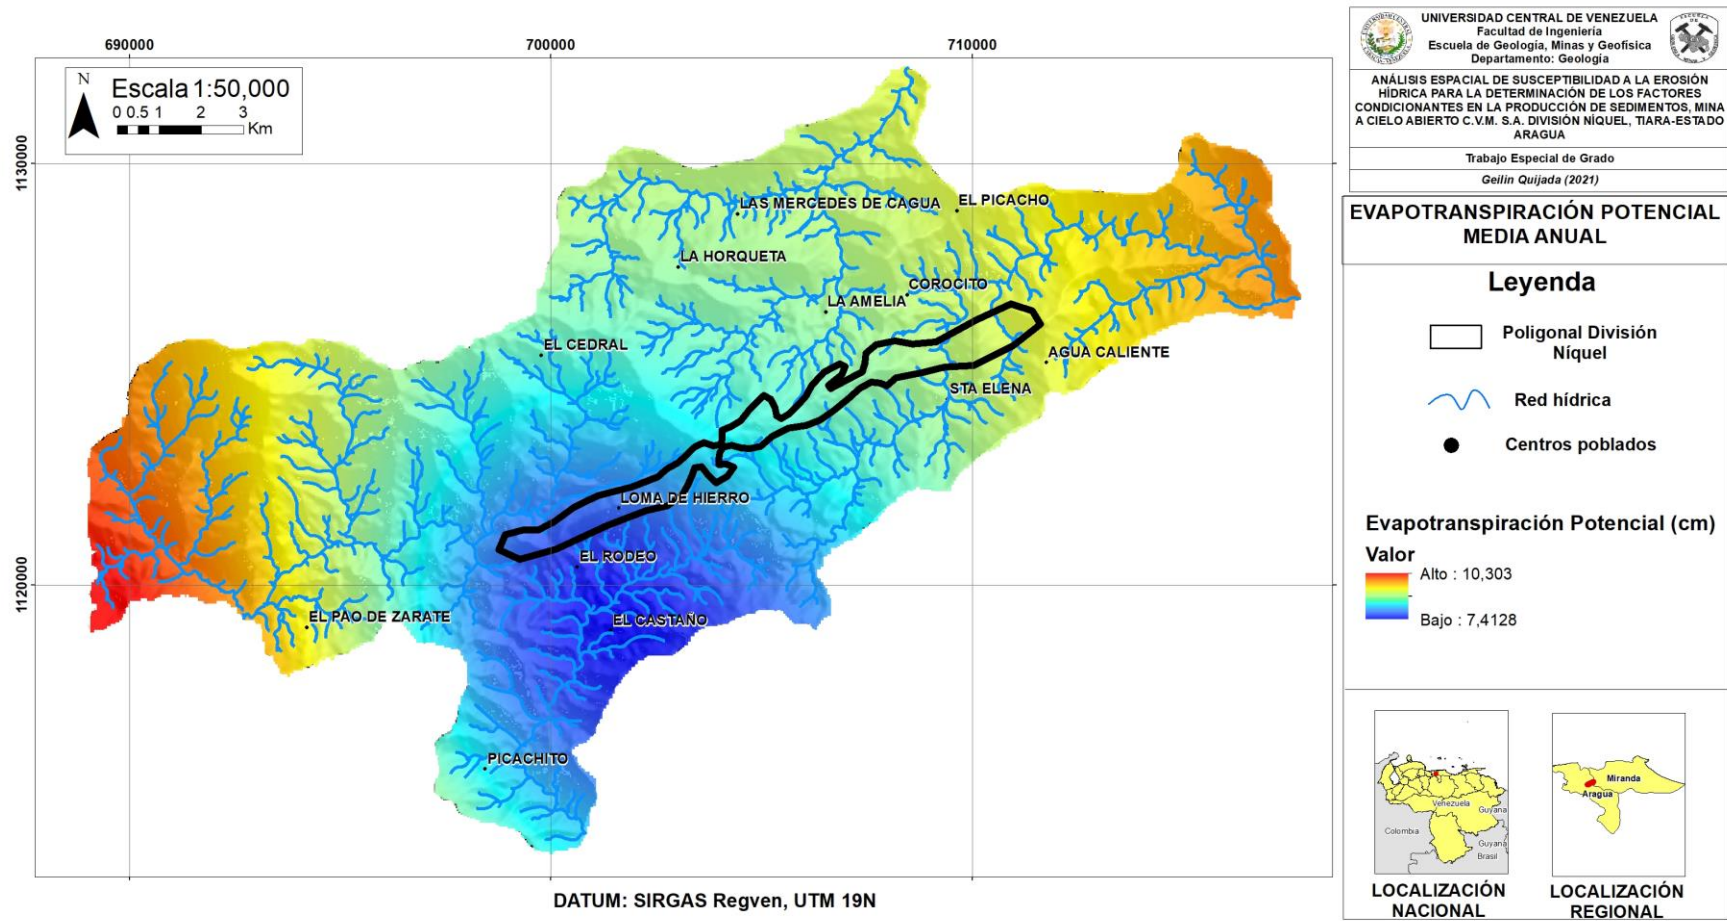 690000
700000
710000
1130000
1120000
N
Escala 1:50,000
0 0.5 1 2 3
Km
LAS MERCEDES DE CAGUA
EL PICACHO
LA HORQUETA
COROCITO
LA AMELIA
EL CEDRAL
AGUA CALIENTE
STA ELENA
LOMA DE HIERRO
EL RODEO
EL PAO DE ZARATE
EL CASTAÑO
PICACHITO
DATUM: SIRGAS Regven, UTM 19N
UNIVERSIDAD CENTRAL DE VENEZUELA
Facultad de Ingeniería
Escuela de Geología, Minas y Geofísica
Departamento: Geología
ANÁLISIS ESPACIAL DE SUSCEPTIBILIDAD A LA EROSIÓN
HÍDRICA PARA LA DETERMINACIÓN DE LOS FACTORES
CONDICIONANTES EN LA PRODUCCIÓN DE SEDIMENTOS, MINA
A CIELO ABIERTO C.V.M. S.A. DIVISIÓN NÍQUEL, TIARA-ESTADO
ARAGUA
Trabajo Especial de Grado
Geilin Quijada (2021)
EVAPOTRANSPIRACIÓN POTENCIAL
MEDIA ANUAL
Leyenda
Poligonal División
Níquel
Red hídrica
Centros poblados
Evapotranspiración Potencial (cm)
Valor
Alto : 10,303
Bajo : 7,4128
Venezuela
Guyana
Colombia
Guyana
Brasil
LOCALIZACIÓN
NACIONAL
Miranda
Aragua
LOCALIZACIÓN
REGIONAL